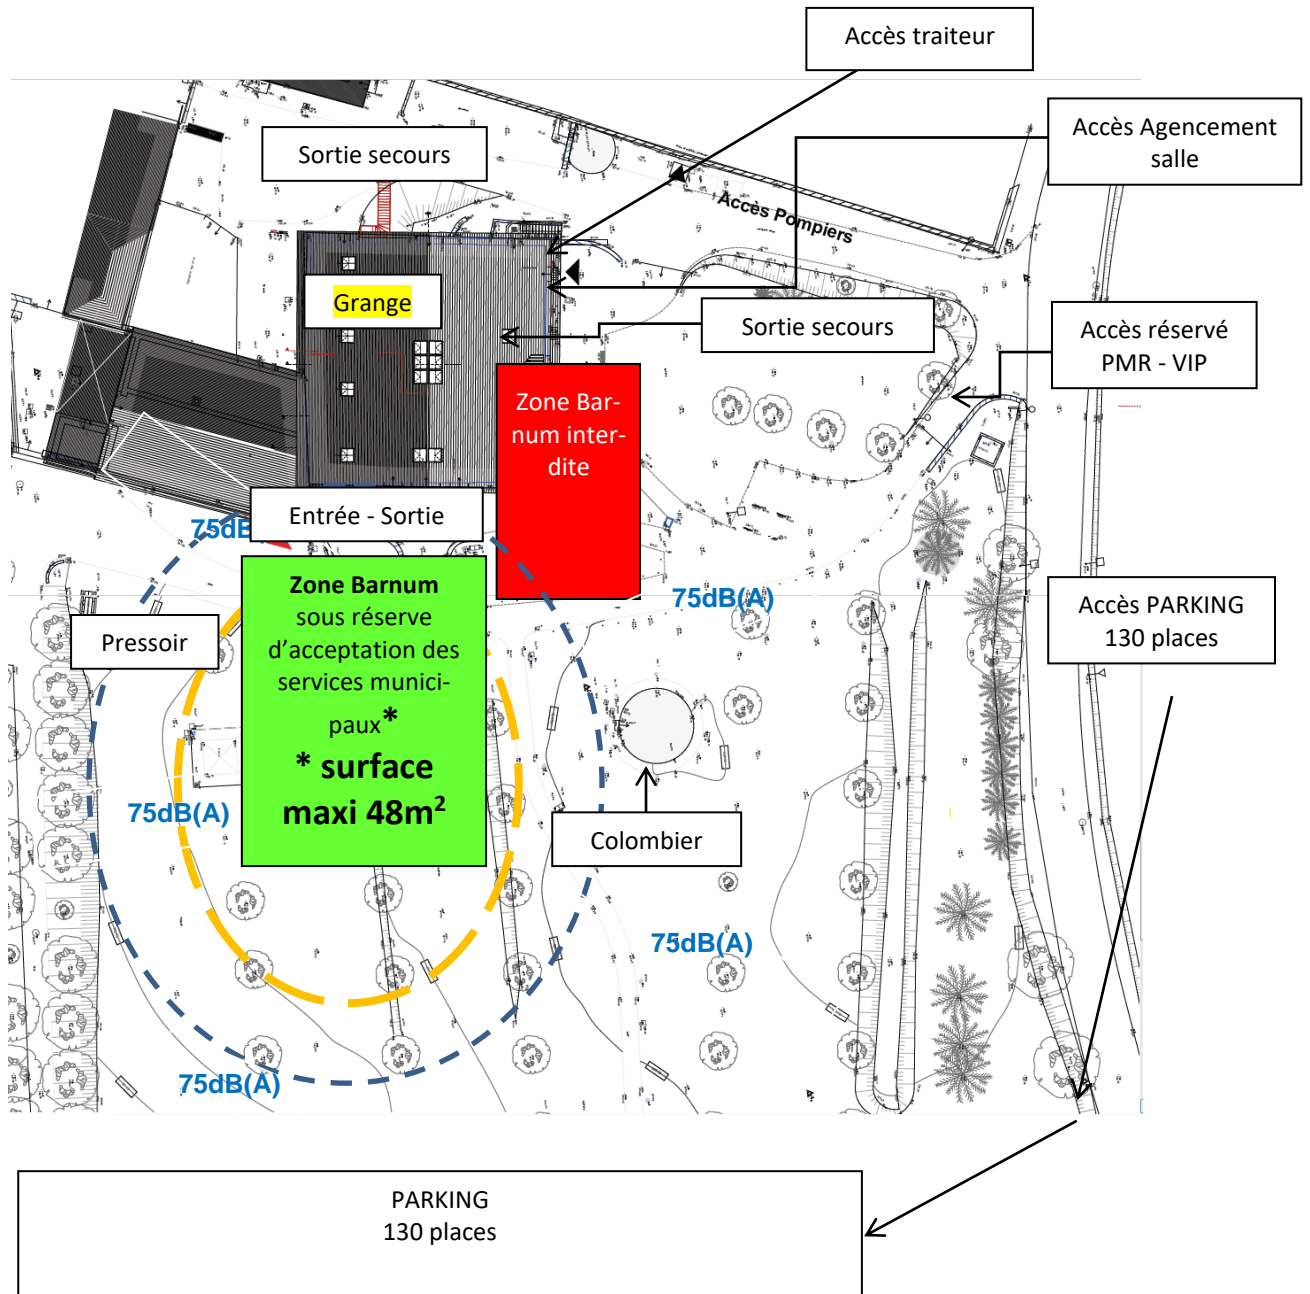 Accès traiteur
Accès Agencement
salle
Sortie secours
Accès Pompiers
Grange
Sortie secours
Accès réservé
PMR - VIP
Zone Bar-
num inter-
dite
Entrée - Sortie
75dB(
Zone Barnum
sous réserve
d’acceptation des
services munici-
paux*
* surface
maxi 48m²
75dB(A)
Accès PARKING
130 places
Pressoir
75dB(A)
Colombier
75dB(A)
75dB(A)
PARKING
130 places